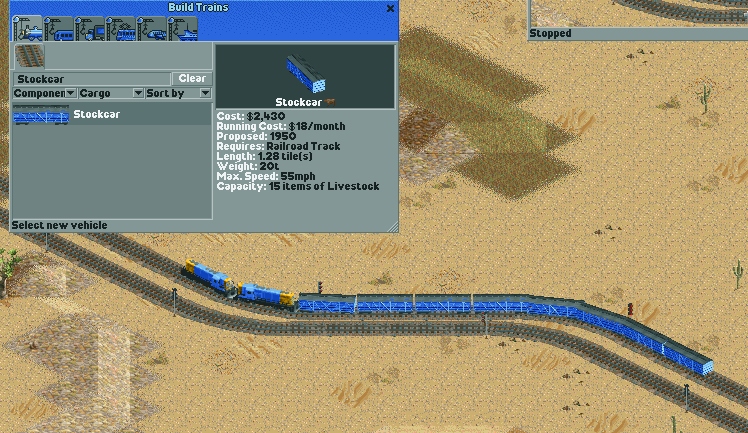 Build Trains
Stopped
Stockcar
Clear
Componen
Cargo
Sort by
Stockcar
Stockcar
Cost: $2,430
Running Cost: $18/month
Proposed: 1950
Requires: Railroad Track
Length: 1.28 tile(s)
Weight: 20t
Max. Speed: 55mph
Capacity: 15 items of Livestock
Select new vehicle